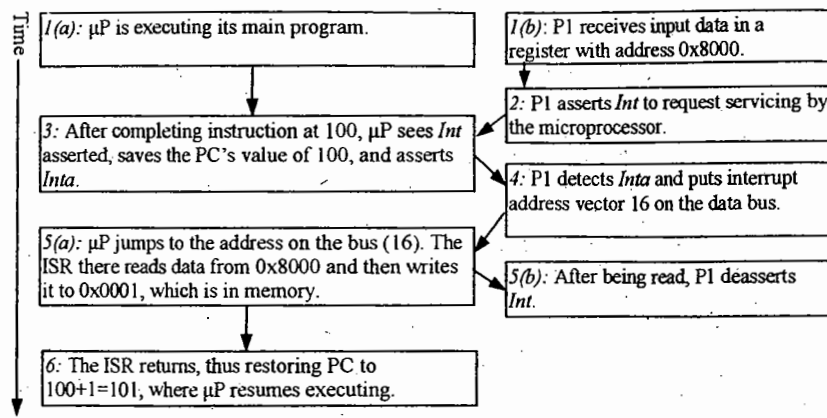 Time
1(a): μP is executing its main program.
1(b): P1 receives input data in a
register with address 0x8000.
2: P1 asserts Int to request servicing by
the microprocessor.
3: After completing instruction at 100, μP sees Int
asserted, saves the PC's value of 100, and asserts
Inta.
4: P1 detects Inta and puts interrupt
address vector 16 on the data bus.
5(a): μP jumps to the address on the bus (16). The
ISR there reads data from 0x8000 and then writes
it to 0x0001, which is in memory.
5(b): After being read, P1 deasserts
Int.
6: The ISR returns, thus restoring PC to
100+1=101, where μP resumes executing.